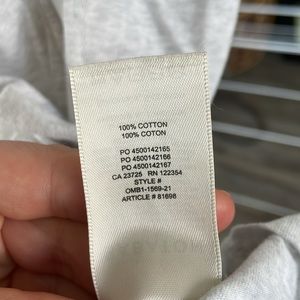 100% COTTON
100% COTON
PO 4500142165
PO 4500142166
PO 4500142167
CA 23725 RN 122354
STYLE #
OMB1-1569-21
ARTICLE # 81698